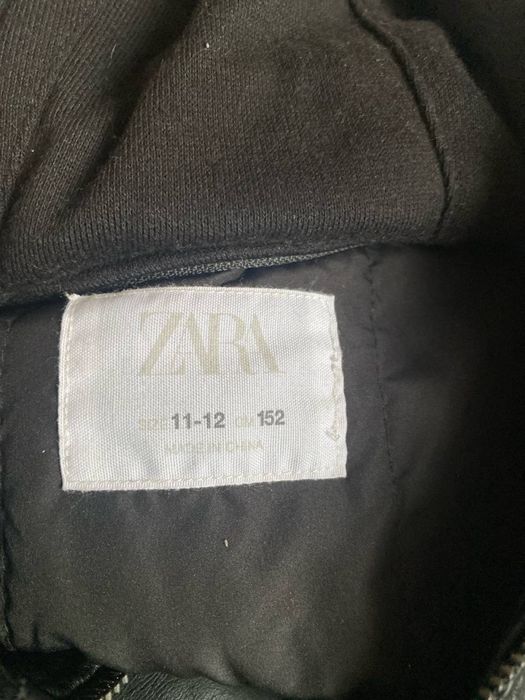 ZARA
SIZE 11-12 CM 152
MADE IN CHINA